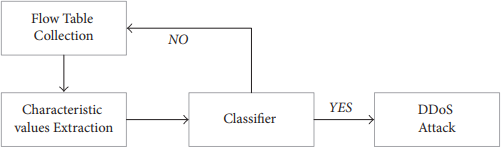 Flow Table
Collection
NO
Characteristic
values Extraction
Classifier
YES
DDoS
Attack